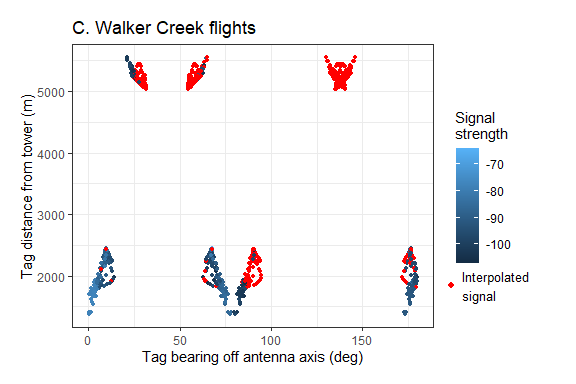 C. Walker Creek flights
Tag distance from tower (m)
5000
4000
3000
2000
0
50
100
150
Tag bearing off antenna axis (deg)
Signal
strength
-70
-80
-90
-100
Interpolated
signal